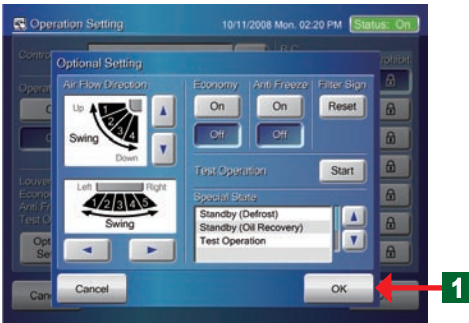 Operation Setting 10/11/2008 Mon. 02:20 PM Status: On
Control
R.C.
Prohibit
Optional Setting
Air Flow Direction Economy Anti Freeze Filter Sign
Up
Swing
1
2
3
4
Down
On On Reset
Off Off
Test Operation Start
Left Right
1/2/3\4\5
Swing
Special State
Standby (Defrost)
Standby (Oil Recovery)
Test Operation
Cancel OK
1